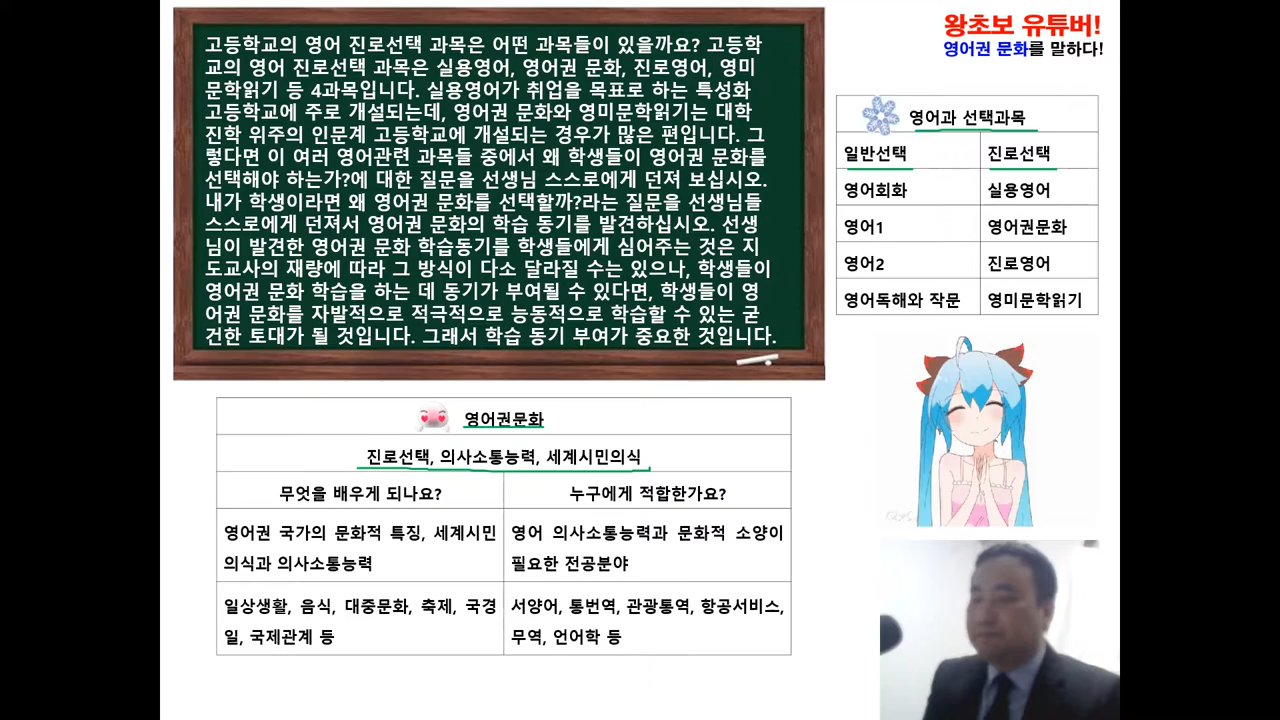 고등학교의 영어 진로선택 과목은 어떤 과목들이 있을까요? 고등학
교의 영어 진로선택 과목은 실용영어, 영어권 문화, 진로영어, 영미
문학읽기 등 4과목입니다. 실용영어가 취업을 목표로 하는 특성화
고등학교에 주로 개설되는데, 영어권 문화와 영미문학읽기는 대학
진학 위주의 인문계 고등학교에 개설되는 경우가 많은 편입니다. 그
렇다면 이 여러 영어관련 과목들 중에서 왜 학생들이 영어권 문화를
선택해야 하는가?에 대한 질문을 선생님 스스로에게 던져 보십시오.
내가 학생이라면 왜 영어권 문화를 선택할까?라는 질문을 선생님들
스스로에게 던져서 영어권 문화의 학습 동기를 발견하십시오. 선생
님이 발견한 영어권 문화 학습동기를 학생들에게 심어주는 것은 지
도교사의 재량에 따라 그 방식이 다소 달라질 수는 있으나, 학생들이
영어권 문화 학습을 하는 데 동기가 부여될 수 있다면, 학생들이 영
어권 문화를 자발적으로 적극적으로 능동적으로 학습할 수 있는 굳
건한 토대가 될 것입니다. 그래서 학습 동기 부여가 중요한 것입니다.
왕초보 유튜버!
영어권 문화를 말하다!
영어과 선택과목
일반선택 진로선택
영어회화 실용영어
영어1 영어권문화
영어2 진로영어
영어독해와 작문 영미문학읽기
영어권문화
진로선택, 의사소통능력, 세계시민의식
무엇을 배우게 되나요? 누구에게 적합한가요?
영어권 국가의 문화적 특징, 세계시민
의식과 의사소통능력
영어 의사소통능력과 문화적 소양이
필요한 전공분야
일상생활, 음식, 대중문화, 축제, 국경
일, 국제관계 등
서양어, 통번역, 관광통역, 항공서비스,
무역, 언어학 등